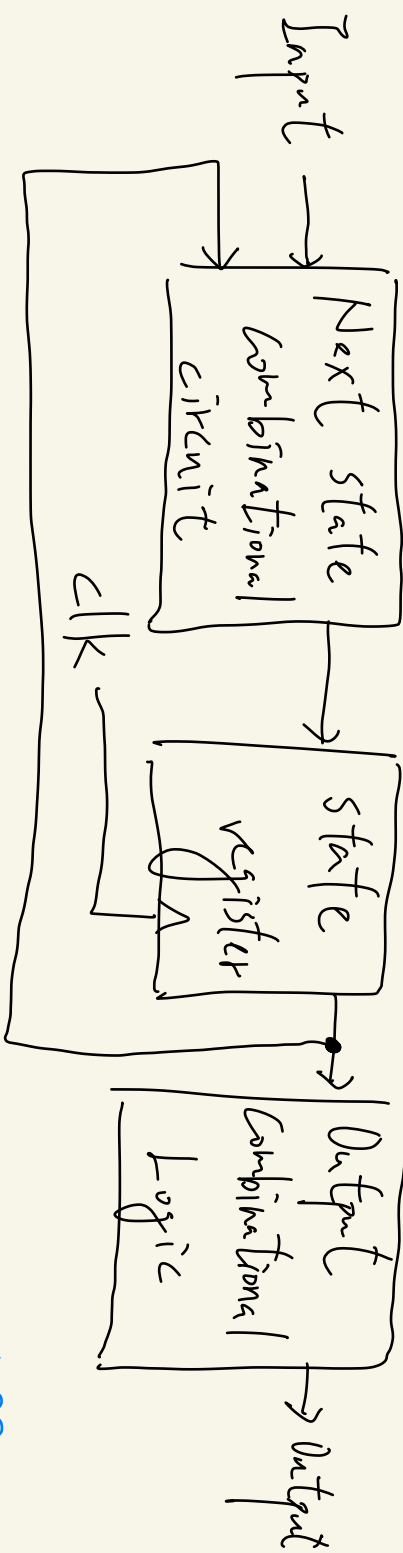 Input
Next state
Combinational
circuit
Clk
state
register
Output
Combinational
Logic
Output